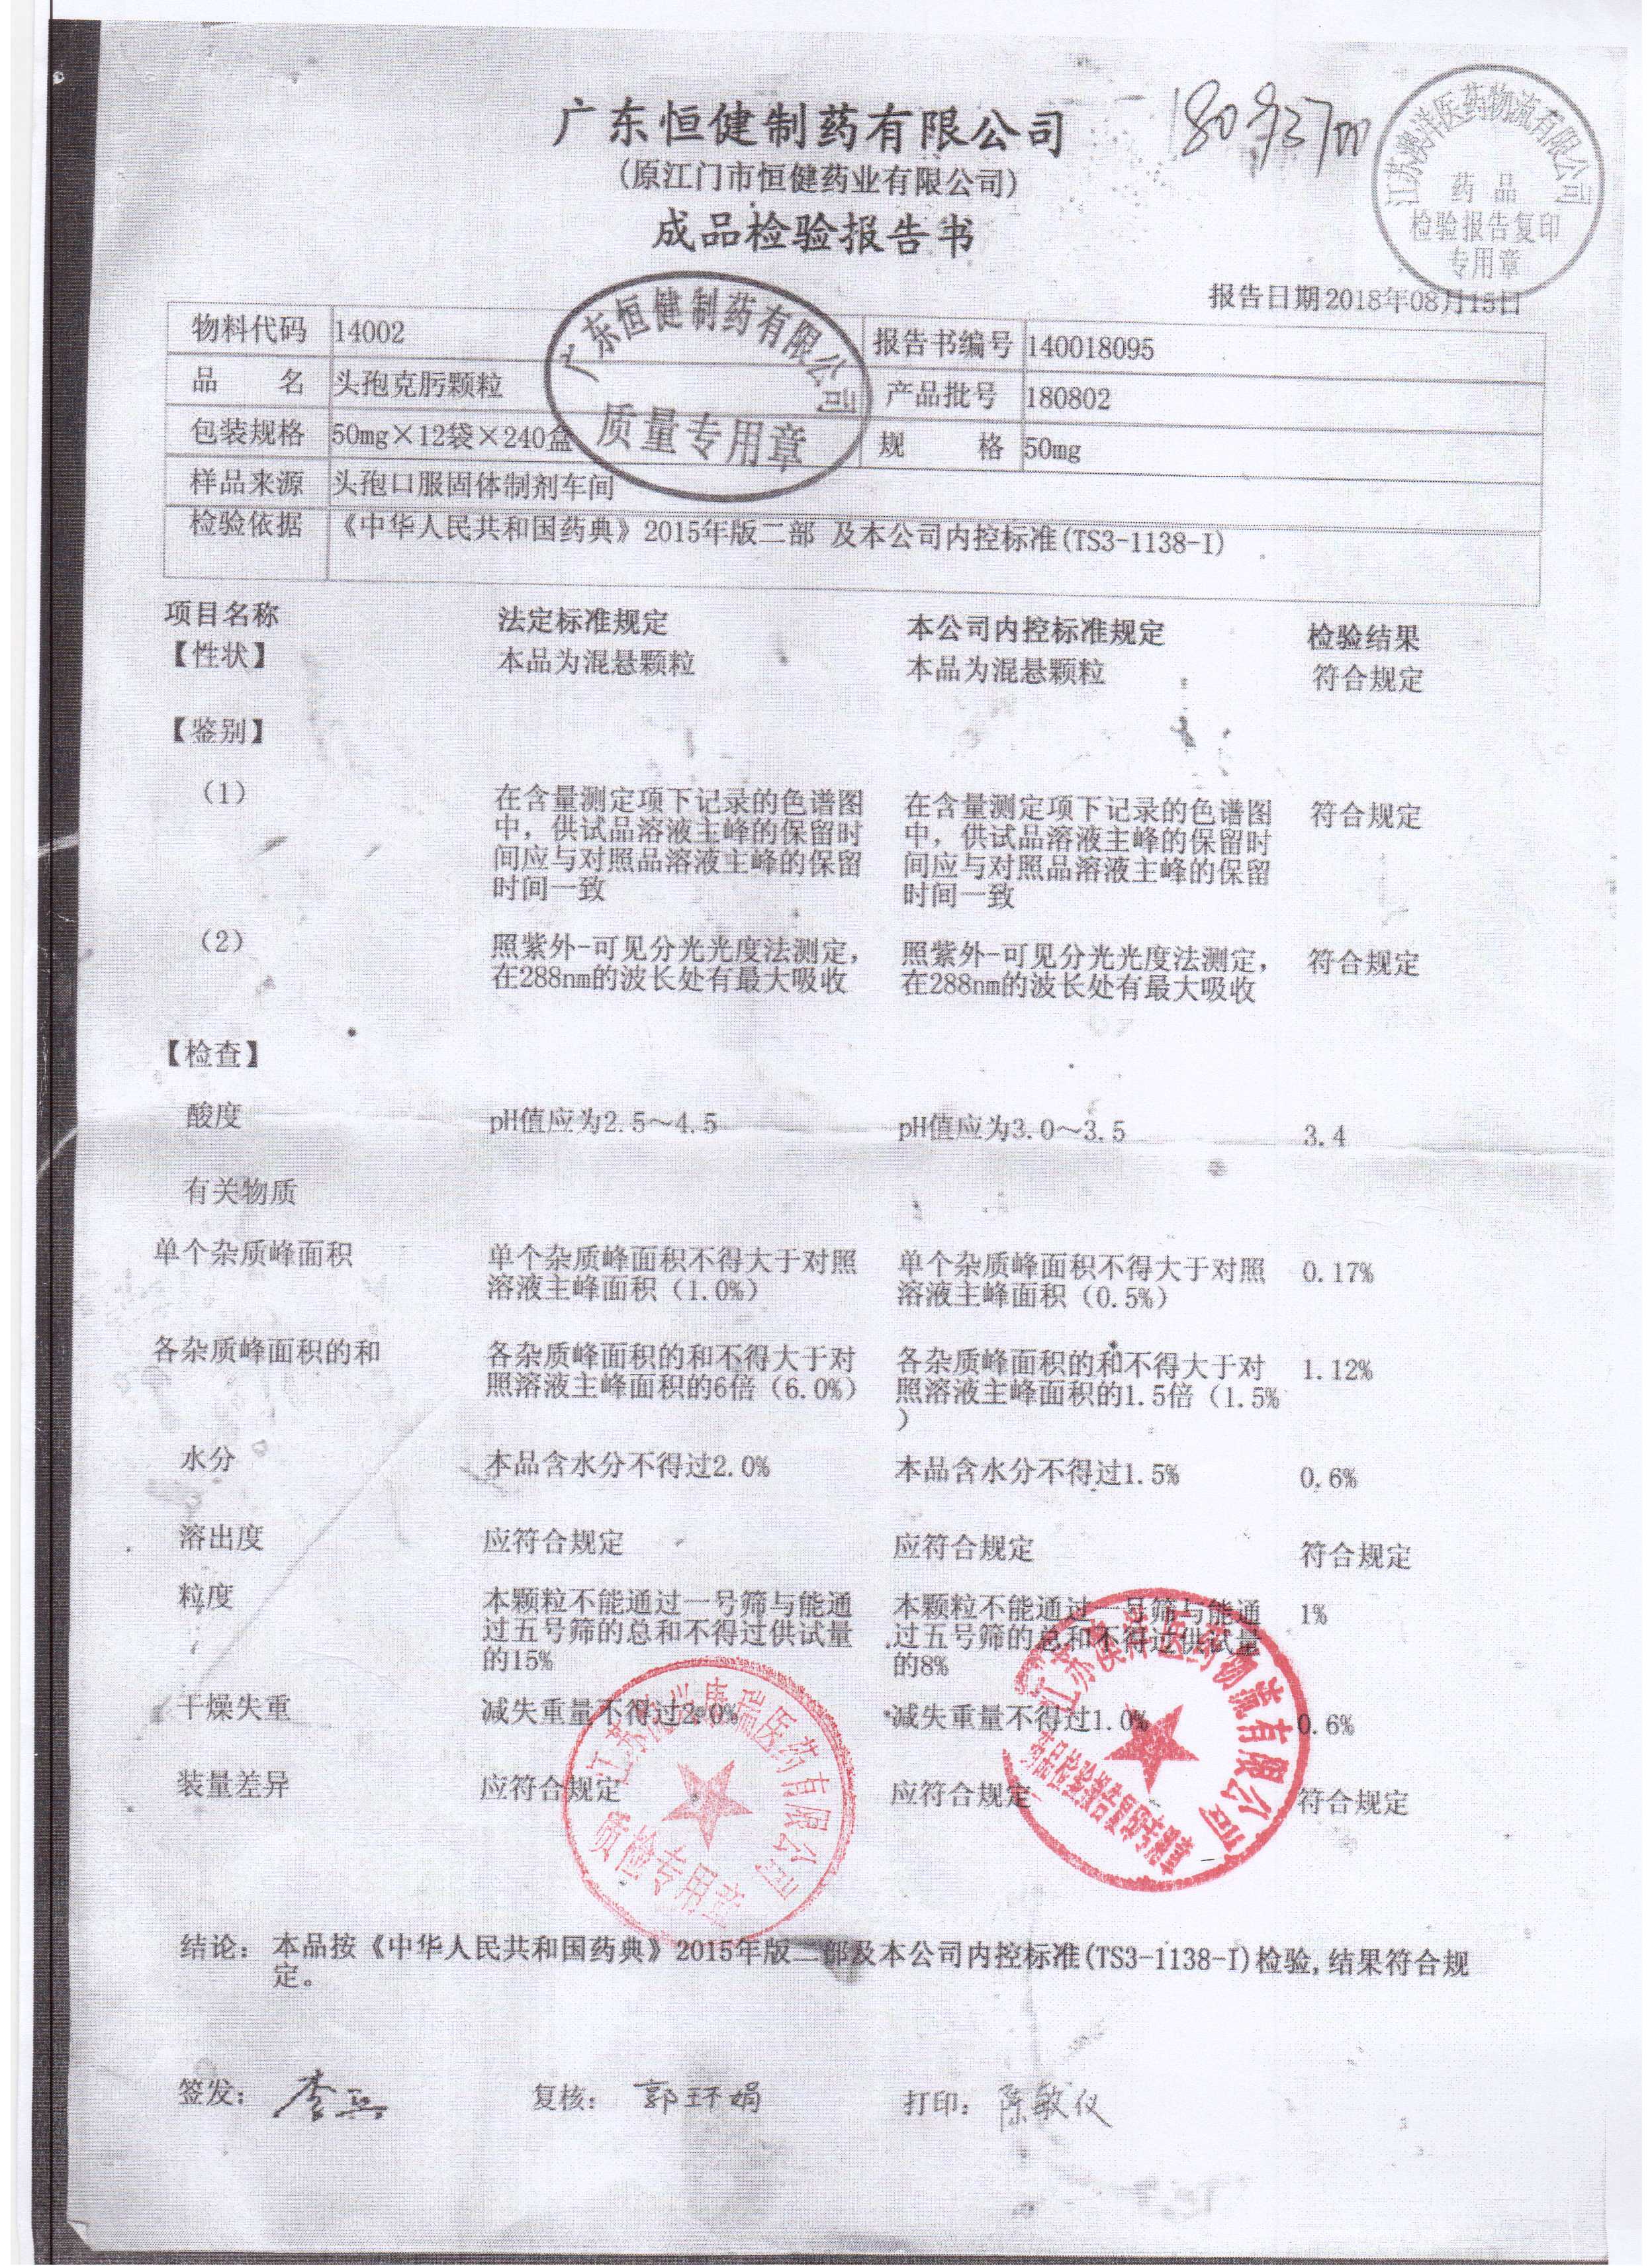 广东恒健制药有限公司
(原江门市恒健药业有限公司)
成品检验报告书
江苏澳洋医药物流有限公司
药品
检验报告复印
专用章
报告日期2018年08月15日
物料代码 14002 报告书编号 140018095
品 名 头孢克肟颗粒 产品批号 180802
包装规格 50mg×12袋×240盒 规 格 50mg
样品来源 头孢口服固体制剂车间
检验依据 《中华人民共和国药典》2015年版二部 及本公司内控标准(TS3-1138-I)
广东恒健制药有限公司
质量专用章
项目名称 法定标准规定 本公司内控标准规定 检验结果
【性状】 本品为混悬颗粒 本品为混悬颗粒 符合规定
【鉴别】
(1) 在含量测定项下记录的色谱图 在含量测定项下记录的色谱图 符合规定
中，供试品溶液主峰的保留时 中，供试品溶液主峰的保留时
间应与对照品溶液主峰的保留 间应与对照品溶液主峰的保留
时间一致 时间一致
(2) 照紫外-可见分光光度法测定， 照紫外-可见分光光度法测定， 符合规定
在288nm的波长处有最大吸收 在288nm的波长处有最大吸收
【检查】
酸度 pH值应为2.5～4.5 pH值应为3.0～3.5 3.4
有关物质
单个杂质峰面积 单个杂质峰面积不得大于对照 单个杂质峰面积不得大于对照 0.17%
溶液主峰面积（1.0%） 溶液主峰面积（0.5%）
各杂质峰面积的和 各杂质峰面积的和不得大于对 各杂质峰面积的和不得大于对 1.12%
照溶液主峰面积的6倍（6.0%） 照溶液主峰面积的1.5倍（1.5%
）
水分 本品含水分不得过2.0% 本品含水分不得过1.5% 0.6%
溶出度 应符合规定 应符合规定 符合规定
粒度 本颗粒不能通过一号筛与能通 本颗粒不能通过一号筛与能通 1%
过五号筛的总和不得过供试量 过五号筛的总和不得过供试量
的15% 的8%
干燥失重 减失重量不得过2.0% 减失重量不得过1.0% 0.6%
装量差异 应符合规定 应符合规定 符合规定
康瑞医药有限公司
质检专用章
江苏澳洋医药物流有限公司
结论：本品按《中华人民共和国药典》2015年版二部及本公司内控标准(TS3-1138-I)检验,结果符合规
定。
签发： 复核：郭环娟 打印：陈敏仪